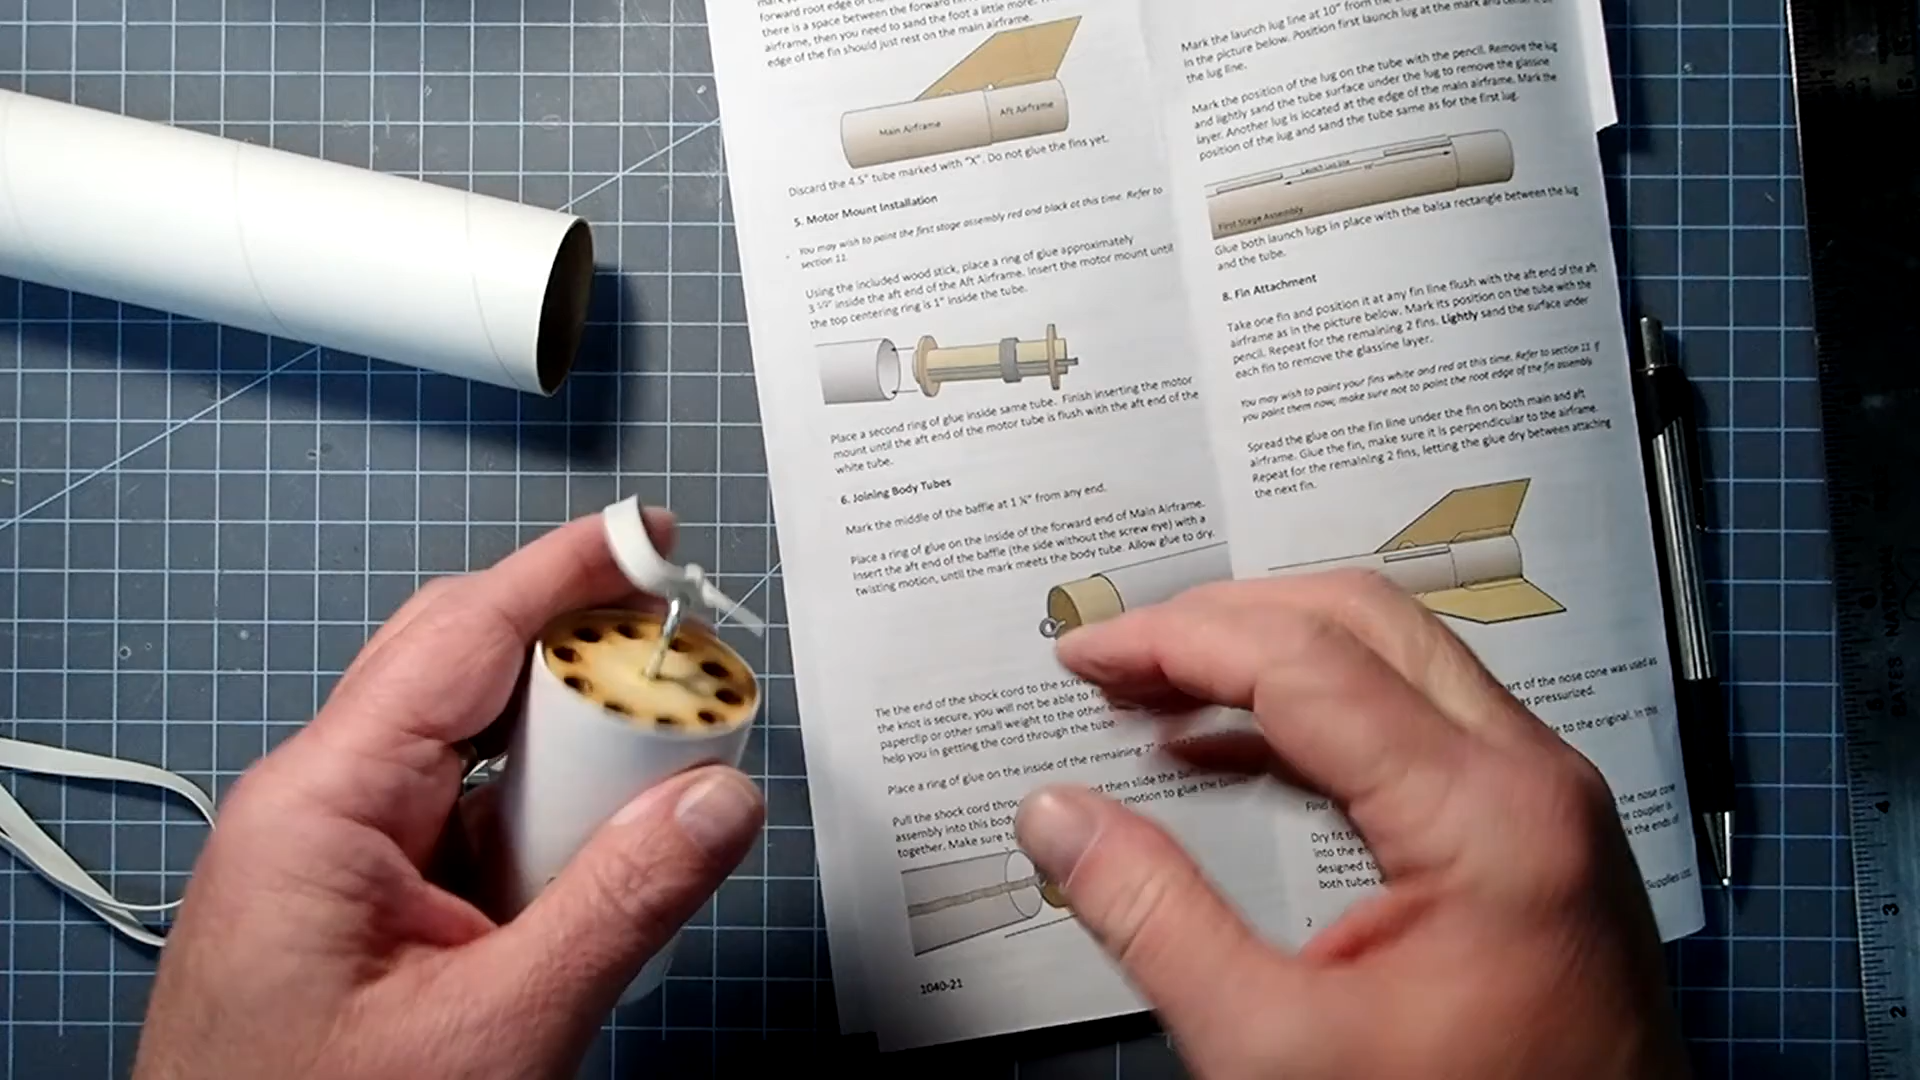 forward root edge of
there is a space between the forward
airframe, then you need to sand the foot a little more.
edge of the fin should just rest on the main airframe.
Main Airframe
Aft Airframe
Discard the 4.5" tube marked with "X". Do not glue the fins yet.
5. Motor Mount Installation
You may wish to paint the first stage assembly red and black at this time. Refer to
section 11.
Using the included wood stick, place a ring of glue approximately
3 1/2" inside the aft end of the Aft Airframe. Insert the motor mount until
the top centering ring is 1" inside the tube.
Place a second ring of glue inside same tube. Finish inserting the motor
mount until the aft end of the motor tube is flush with the aft end of the
white tube.
6. Joining Body Tubes
Mark the middle of the baffle at 1 ¾" from any end.
Place a ring of glue on the inside of the forward end of Main Airframe.
Insert the aft end of the baffle (the side without the screw eye) with a
twisting motion, until the mark meets the body tube. Allow glue to dry.
Tie the end of the shock cord to the
the knot is secure, you will not be able to
paperclip or other small weight to the other
help you in getting the cord through the tube.
Place a ring of glue on the inside of the remaining 7"
Pull the shock cord
then slide the
assembly into this body
motion to glue the
together. Make sure
1040-21
Mark the launch lug line at 10" from the
in the picture below. Position first launch lug at the mark and
the lug line.
Mark the position of the lug on the tube with the pencil. Remove the lug
and lightly sand the tube surface under the lug to remove the glassine
layer. Another lug is located at the edge of the main airframe. Mark the
position of the lug and sand the tube same as for the first lug.
Launch Lug line
10"
First Stage Assembly
Glue both launch lugs in place with the balsa rectangle between the lug
and the tube.
8. Fin Attachment
Take one fin and position it at any fin line flush with the aft end of the aft
airframe as in the picture below. Mark its position on the tube with the
pencil. Repeat for the remaining 2 fins. Lightly sand the surface under
each fin to remove the glassine layer.
You may wish to paint your fins white and red at this time. Refer to section 11. If
you paint them now, make sure not to paint the root edge of the fin assembly.
Spread the glue on the fin line under the fin on both main and aft
airframe. Glue the fin, make sure it is perpendicular to the airframe.
Repeat for the remaining 2 fins, letting the glue dry between attaching
the next fin.
of the nose cone was used as
pressurized.
to the original. In this
Find
the nose cone
Dry fit
coupler is
into the
the ends of
designed to
both tubes
Supplies Ltd.
2
4
3
2